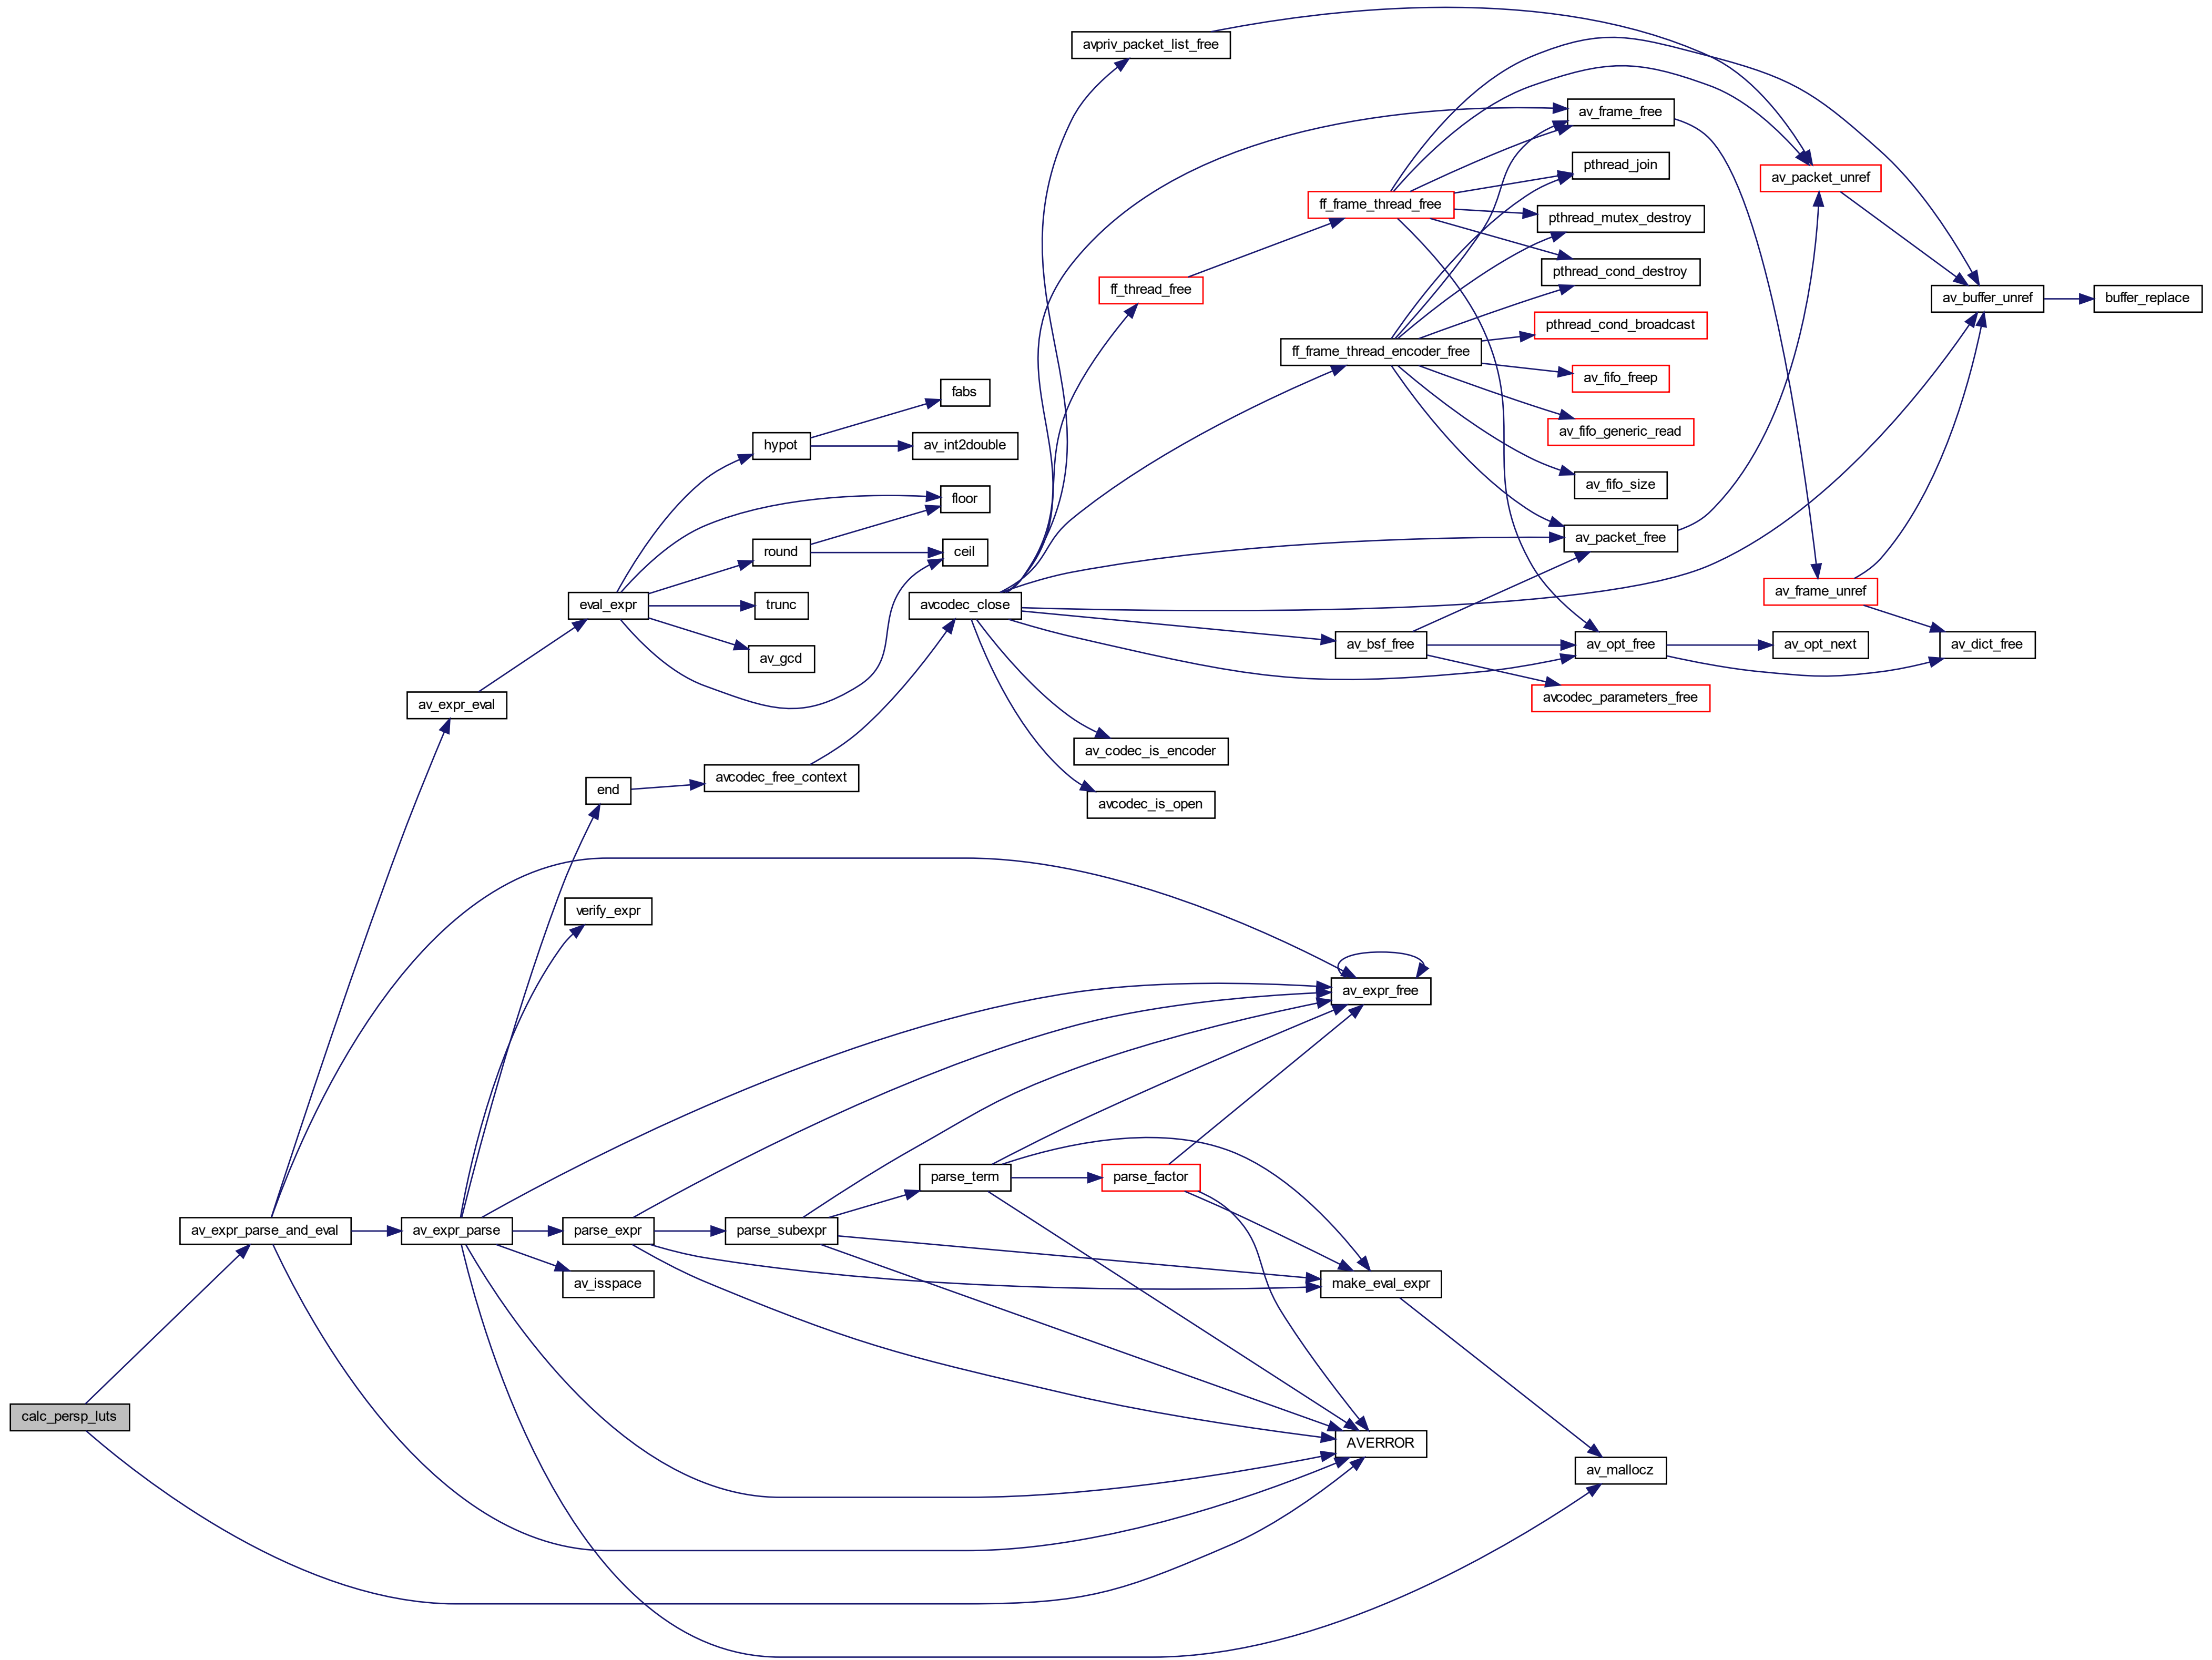 avpriv_packet_list_free
av_frame_free
pthread_join
av_packet_unref
ff_frame_thread_free
pthread_mutex_destroy
pthread_cond_destroy
ff_thread_free
av_buffer_unref
buffer_replace
pthread_cond_broadcast
ff_frame_thread_encoder_free
av_fifo_freep
fabs
av_fifo_generic_read
hypot
av_int2double
av_fifo_size
floor
av_packet_free
round
ceil
av_frame_unref
eval_expr
trunc
avcodec_close
av_bsf_free
av_opt_free
av_opt_next
av_dict_free
av_gcd
avcodec_parameters_free
av_expr_eval
av_codec_is_encoder
avcodec_free_context
end
avcodec_is_open
verify_expr
av_expr_free
parse_term
parse_factor
av_expr_parse_and_eval
av_expr_parse
parse_expr
parse_subexpr
av_isspace
make_eval_expr
calc_persp_luts
AVERROR
av_mallocz